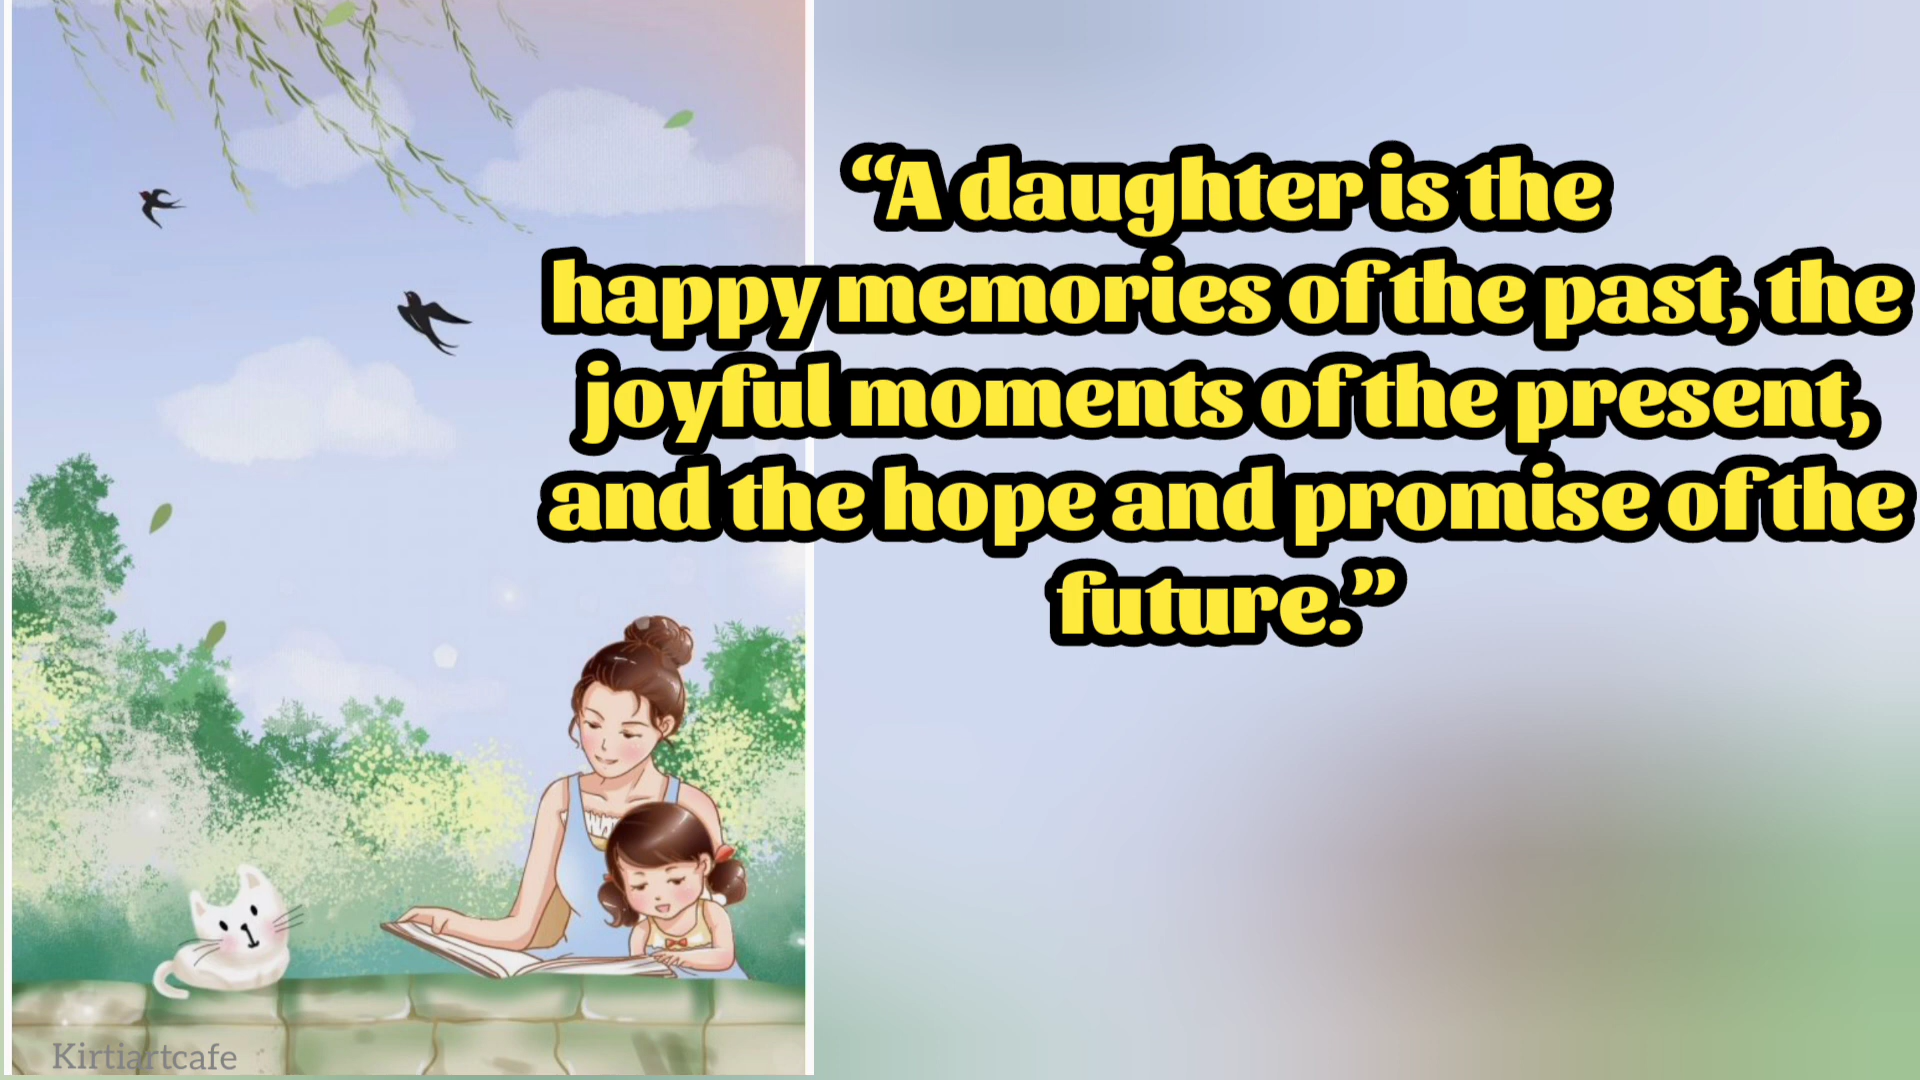 “A daughter is the
happy memories of the past, the
joyful moments of the present,
and the hope and promise of the
future.”
Kirtiartcafe